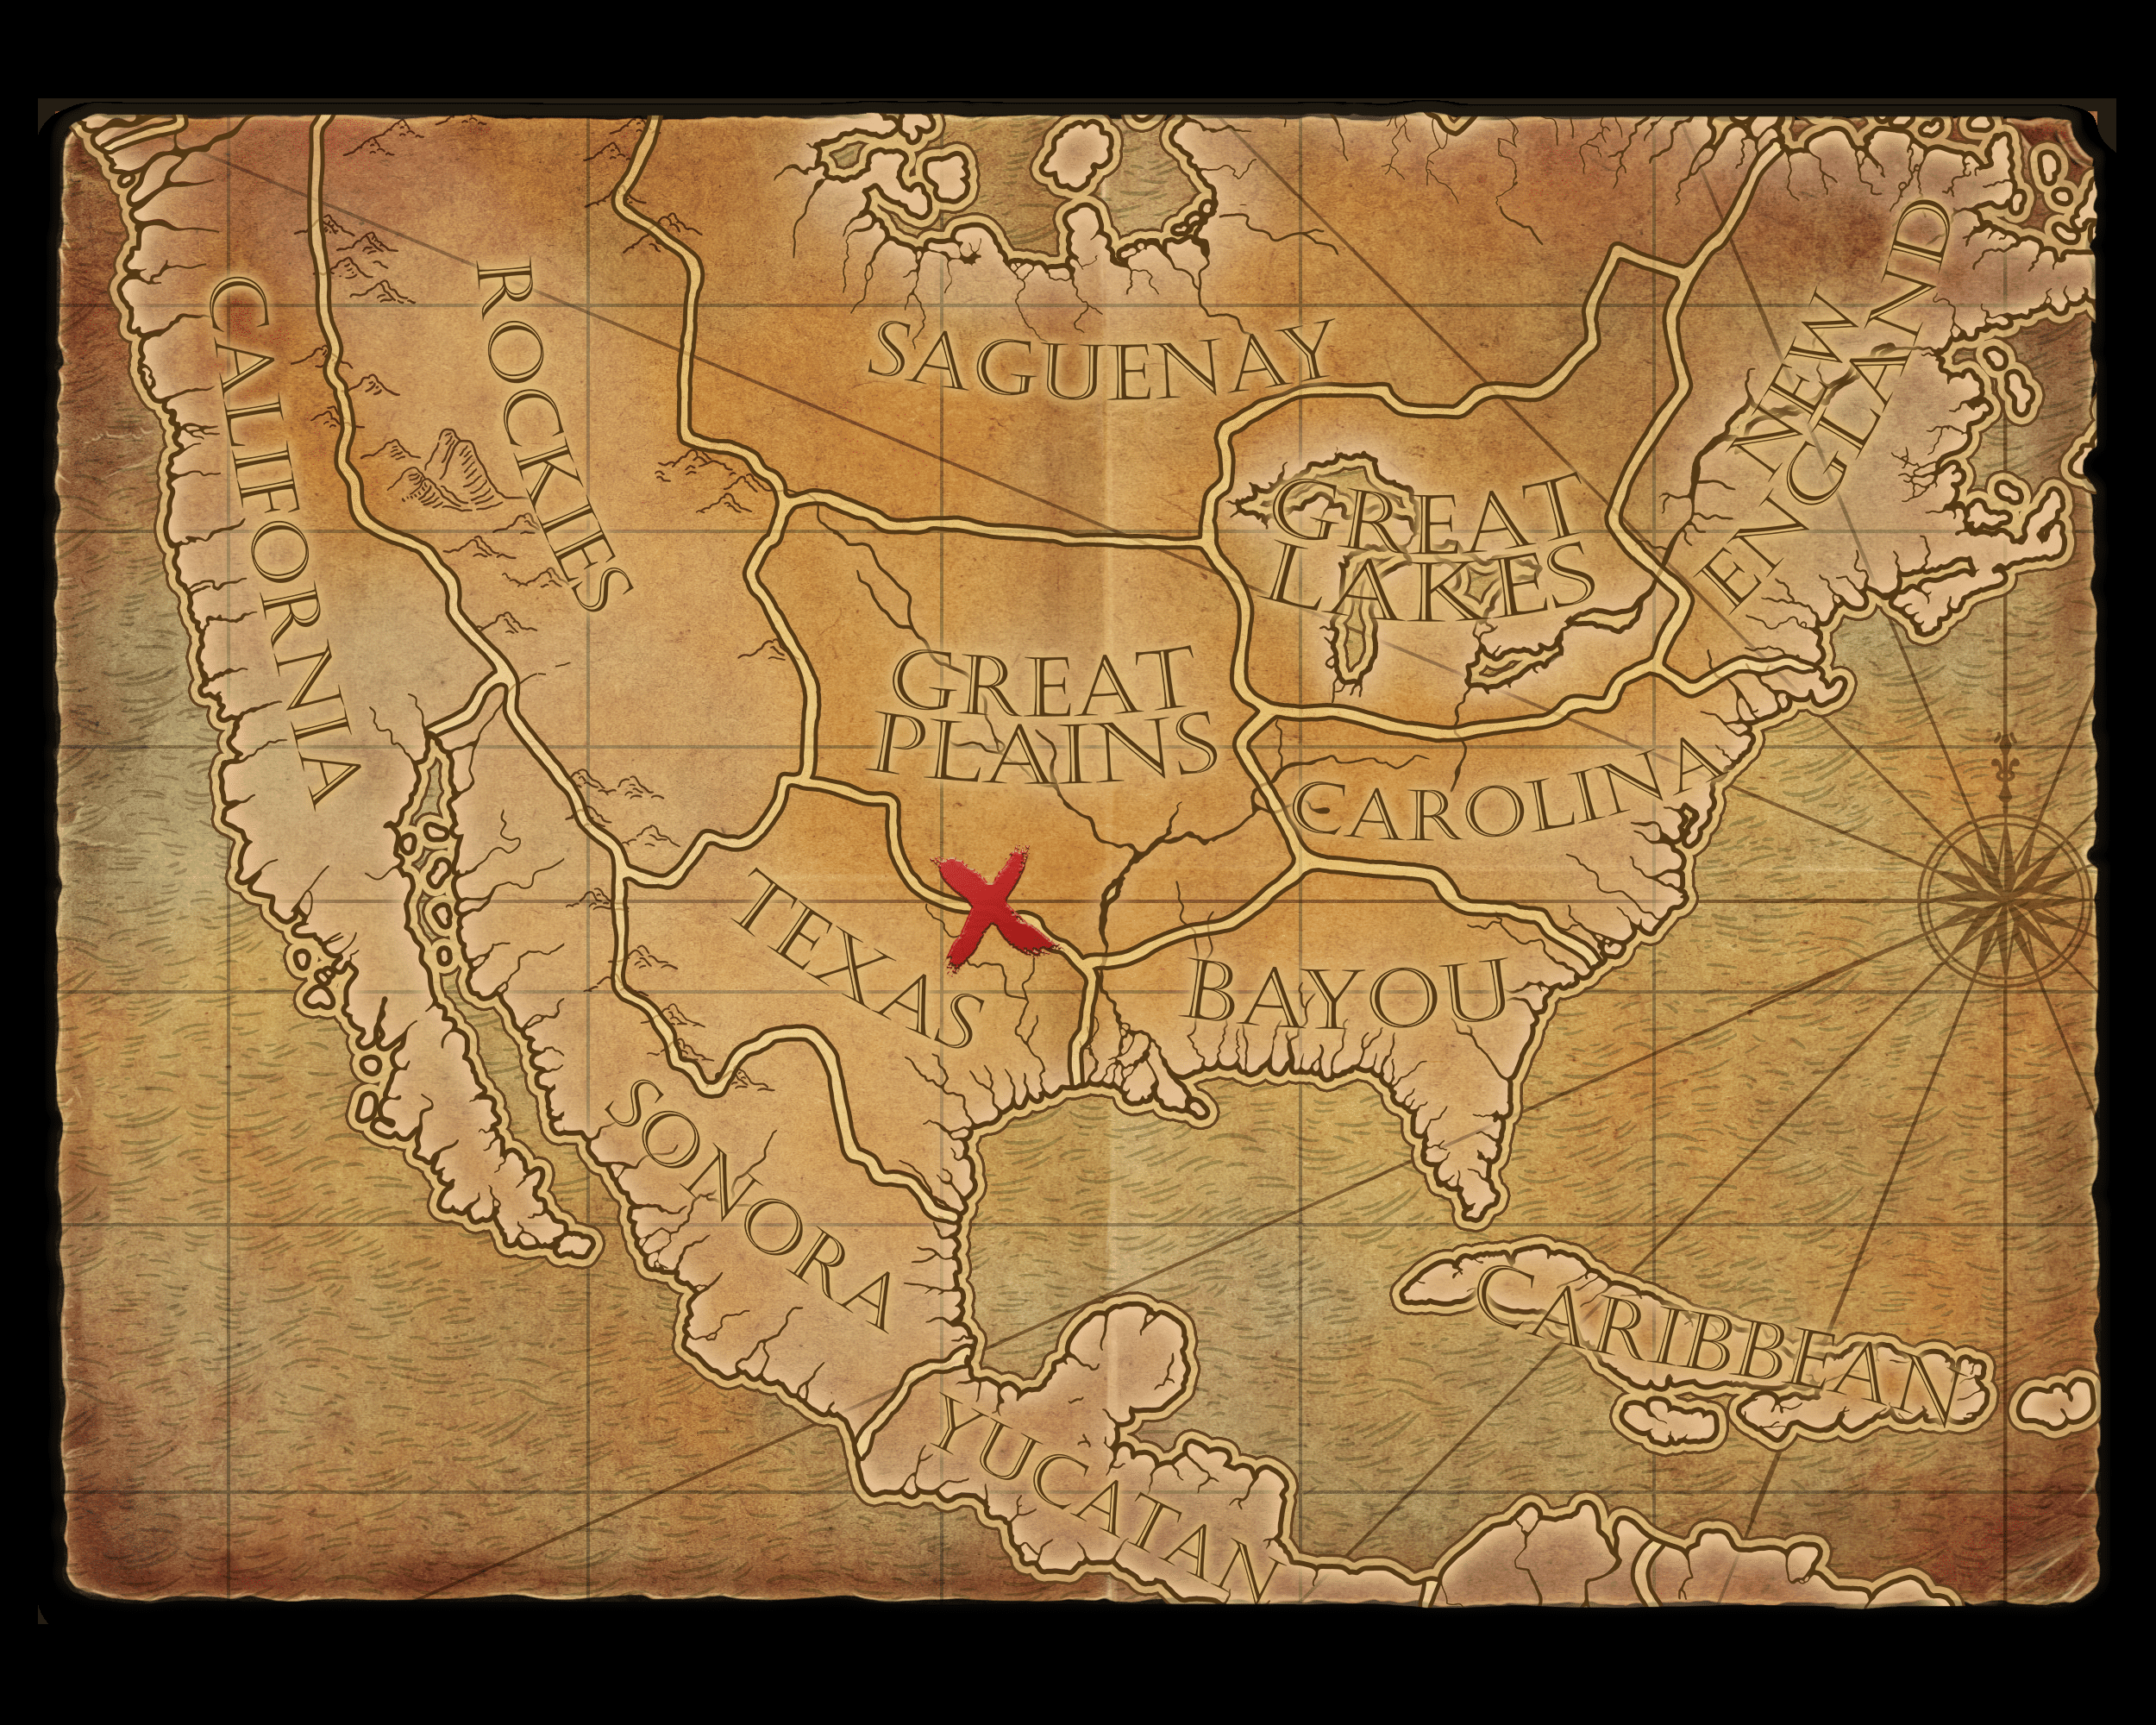 SAGUENAY
ROCKIES
CALIFORNIA
NEW
ENGLAND
GREAT
LAKES
GREAT
PLAINS
CAROLINA
TEXAS
BAYOU
SONORA
CARIBBEAN
YUCATAN